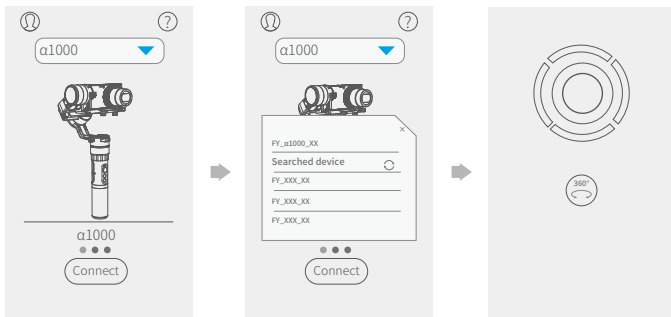 ?
α1000
α1000
Connect
?
α1000
×
FY_α1000_XX
Searched device
FY_XXX_XX
FY_XXX_XX
FY_XXX_XX
Connect
360°